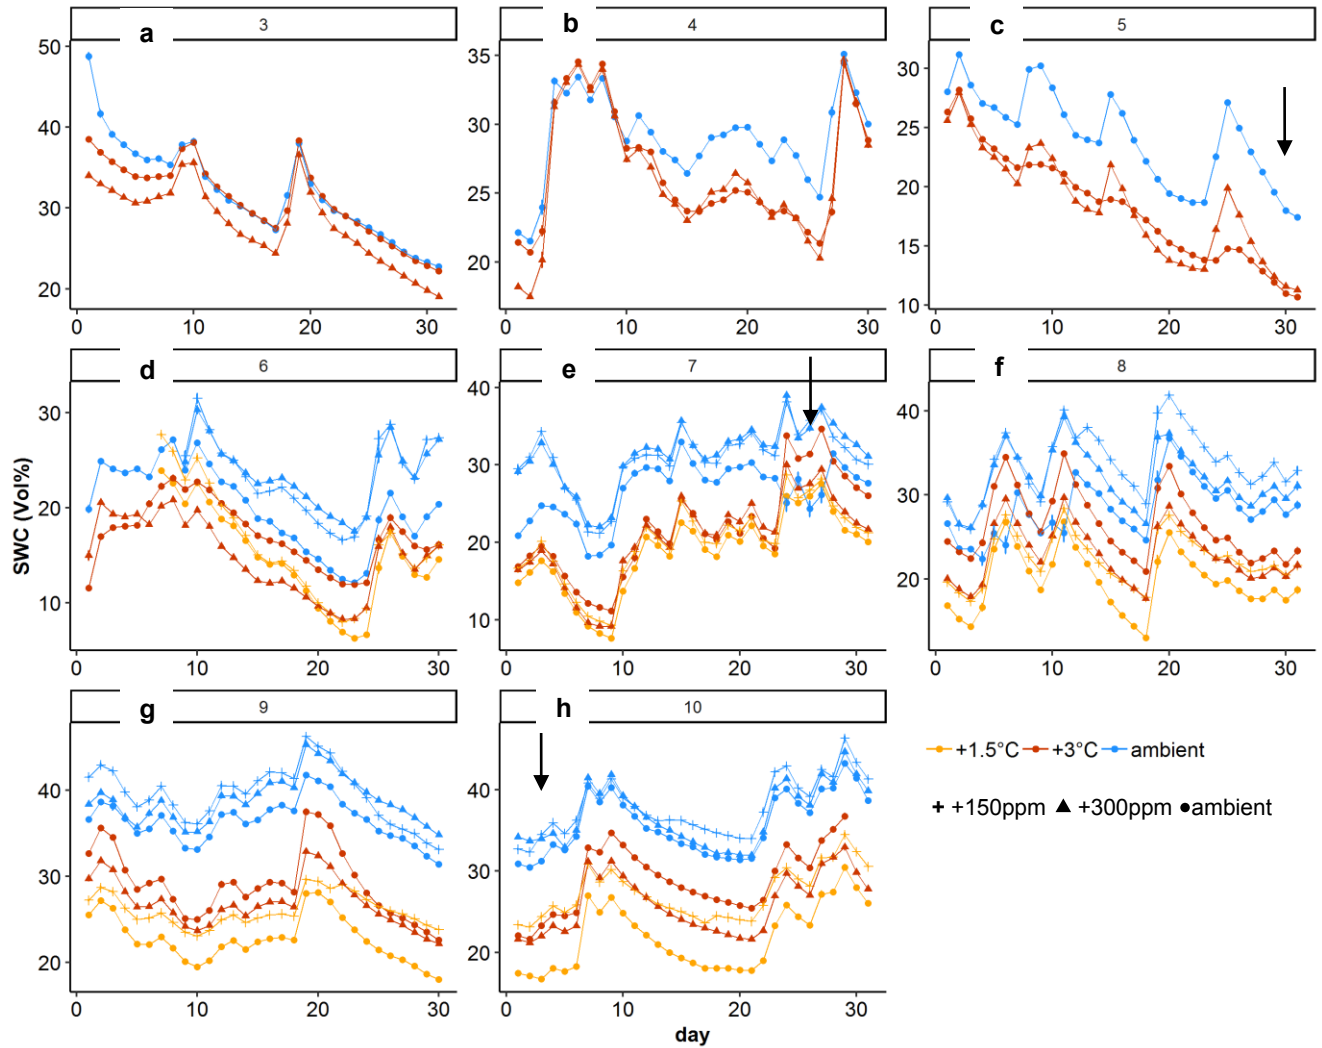 a 3 b 4 c 5
50 40 30 20
35 30 25 20
30 25 20 15 10
0 10 20 30 0 10 20 30 0 10 20 30
d 6 e 7 f 8
30 20 10
40 30 20 10
40 30 20
0 10 20 30 0 10 20 30 0 10 20 30
g 9 h 10
40 30 20
40 30 20
0 10 20 30 0 10 20 30
SWC (Vol%)
day
+1.5°C +3°C ambient
+150ppm +300ppm ambient